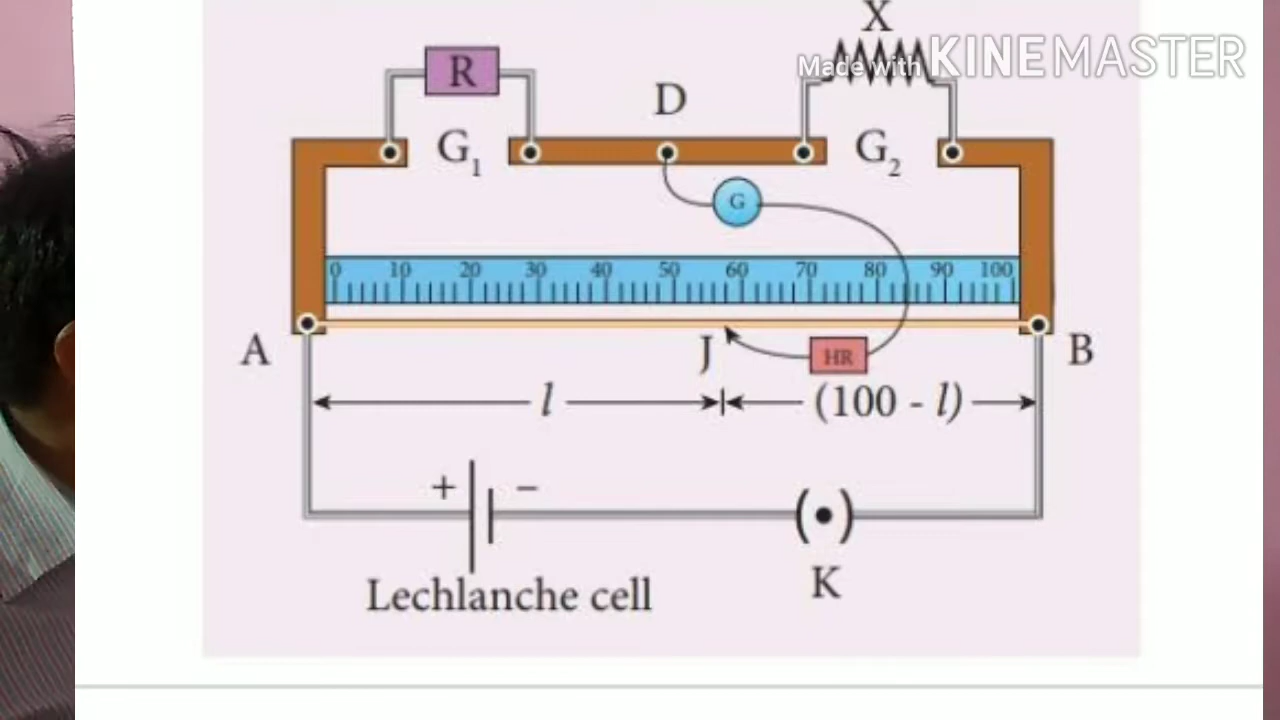 X
Made with KINEMASTER
R
D
G₁
G₂
G
0 10 20 30 40 50 60 70 80 90 100
A
J
HR
B
l
(100 - l)
+ −
(•)
K
Lechlanche cell